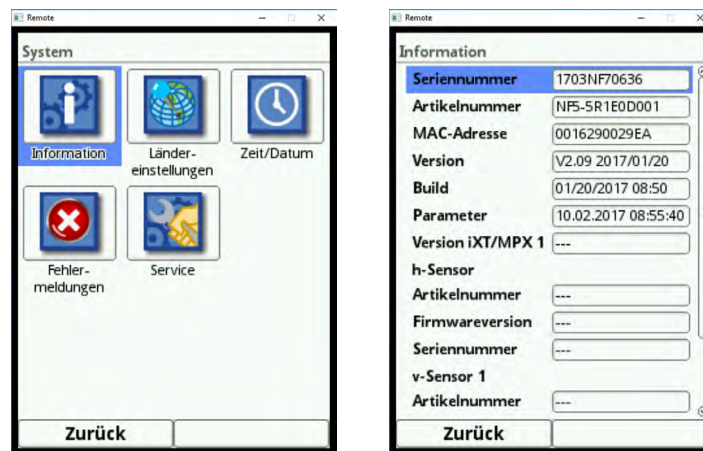 Remote
System
Information
Länder-
einstellungen
Zeit/Datum
Fehler-
meldungen
Service
Zurück
Remote
Information
Seriennummer 1703NF70636
Artikelnummer NF5-5R1E0D001
MAC-Adresse 0016290029EA
Version V2.09 2017/01/20
Build 01/20/2017 08:50
Parameter 10.02.2017 08:55:40
Version iXT/MPX 1 ---
h-Sensor
Artikelnummer ---
Firmwareversion ---
Seriennummer ---
v-Sensor 1
Artikelnummer ---
Zurück